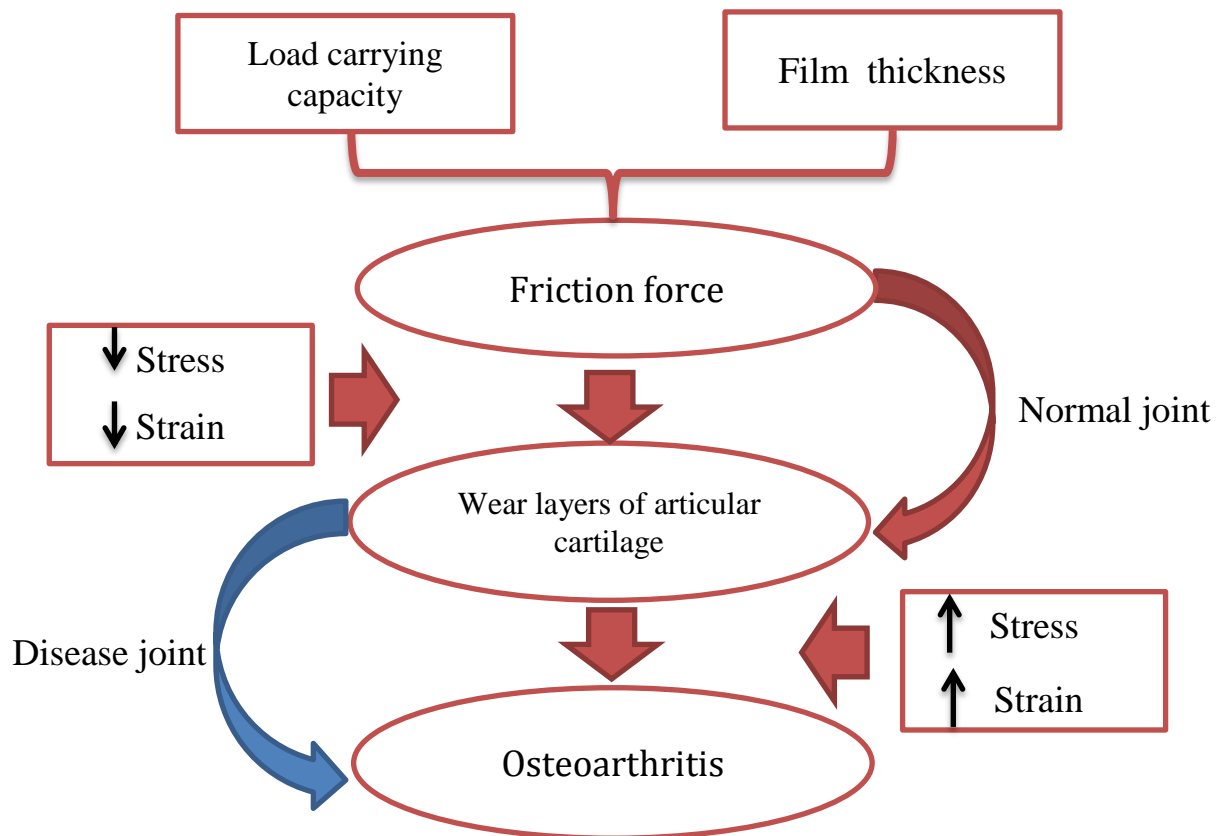 Load carrying
capacity
Film thickness
Friction force
Stress
Strain
Normal joint
Wear layers of articular
cartilage
Disease joint
Stress
Strain
Osteoarthritis